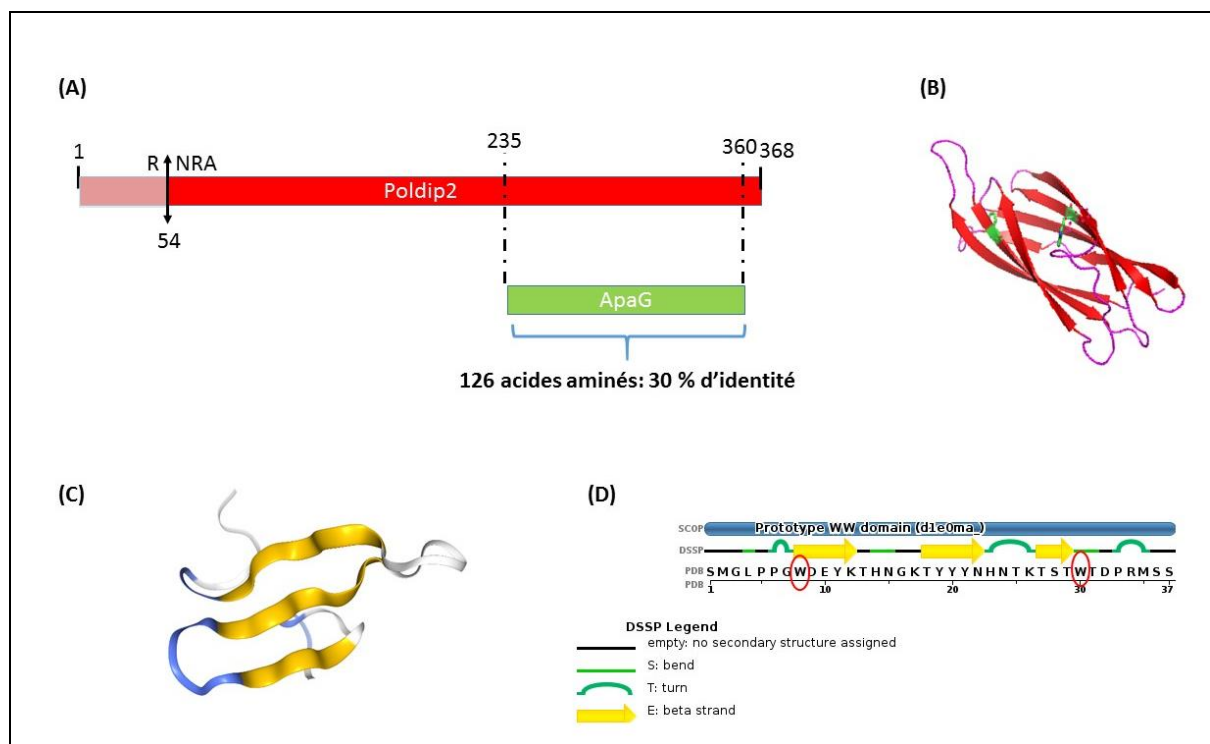 (A)
(B)
1
R NRA
235
360 368
Poldip2
54
ApaG
126 acides aminés: 30 % d'identité
(C)
(D)
SCOP Prototype WW domain (d1e0ma_)
DSSP
PDB SMGLPPGWDEYKTHNGKTYYYNHNTKTSTWTDPRMSS
PDB 1 10 20 30 37
DSSP Legend
empty: no secondary structure assigned
S: bend
T: turn
E: beta strand